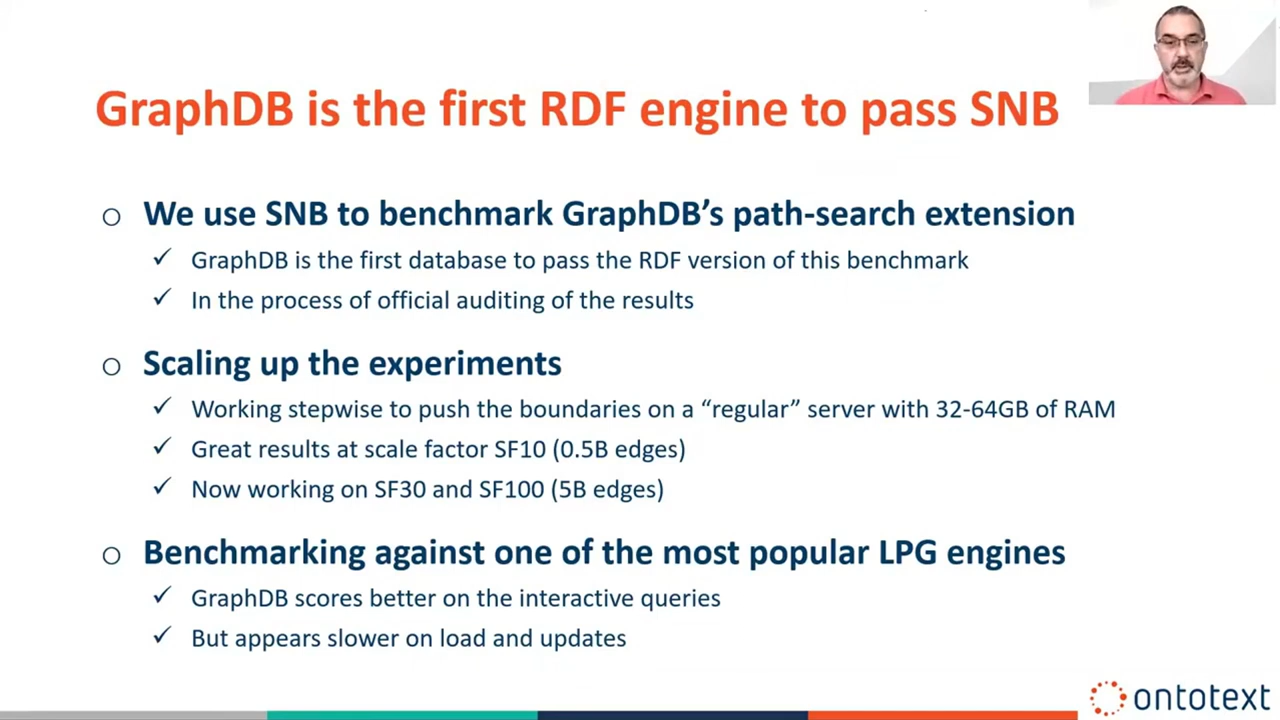 GraphDB is the first RDF engine to pass SNB
We use SNB to benchmark GraphDB’s path-search extension
GraphDB is the first database to pass the RDF version of this benchmark
In the process of official auditing of the results
Scaling up the experiments
Working stepwise to push the boundaries on a “regular” server with 32-64GB of RAM
Great results at scale factor SF10 (0.5B edges)
Now working on SF30 and SF100 (5B edges)
Benchmarking against one of the most popular LPG engines
GraphDB scores better on the interactive queries
But appears slower on load and updates
ontotext